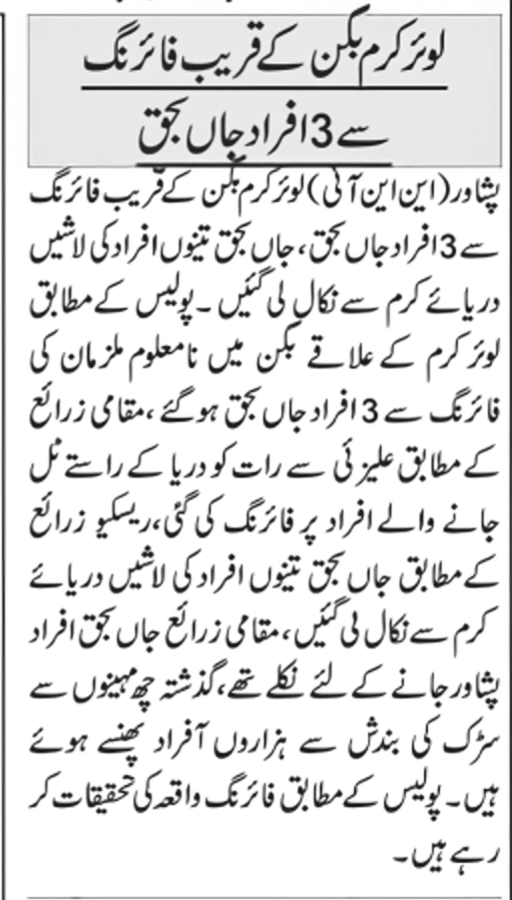 لوئر کرم بگن کے قریب فائرنگ
سے 3 افراد جاں بحق
پشاور (این این آئی) لوئر کرم بگن کے قریب فائرنگ
سے 3 افراد جاں بحق، جاں بحق تینوں افراد کی لاشیں
دریائے کرم سے نکال لی گئیں ۔ پولیس کے مطابق
لوئر کرم کے علاقے بگن میں نامعلوم ملزمان کی
فائرنگ سے 3 افراد جاں بحق ہوگئے ، مقامی زرائع
کے مطابق علیزئی سے رات کو دریا کے راستے ٹل
جانے والے افراد پر فائرنگ کی گئی، ریسکیو زرائع
کے مطابق جاں بحق تینوں افراد کی لاشیں دریائے
کرم سے نکال لی گئیں ، مقامی زرائع جاں بحق افراد
پشاور جانے کے لئے نکلے تھے، گذشتہ چھ مہینوں سے
سڑک کی بندش سے ہزاروں آفراد پھنسے ہوئے
ہیں ۔ پولیس کے مطابق فائرنگ واقعہ کی تحقیقات کر
رہے ہیں ۔